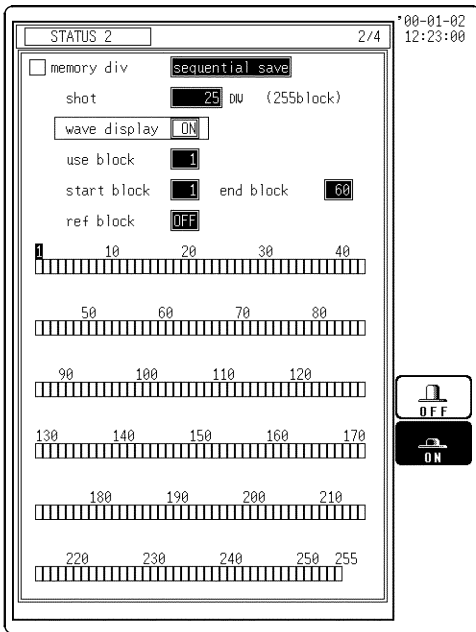 '00-01-02
STATUS 2 2/4 12:23:00
memory div sequential save
shot 25 DIV (255block)
wave display ON
use block 1
start block 1 end block 60
ref block OFF
1 10 20 30 40
50 60 70 80
90 100 110 120
OFF
ON
130 140 150 160 170
180 190 200 210
220 230 240 250 255